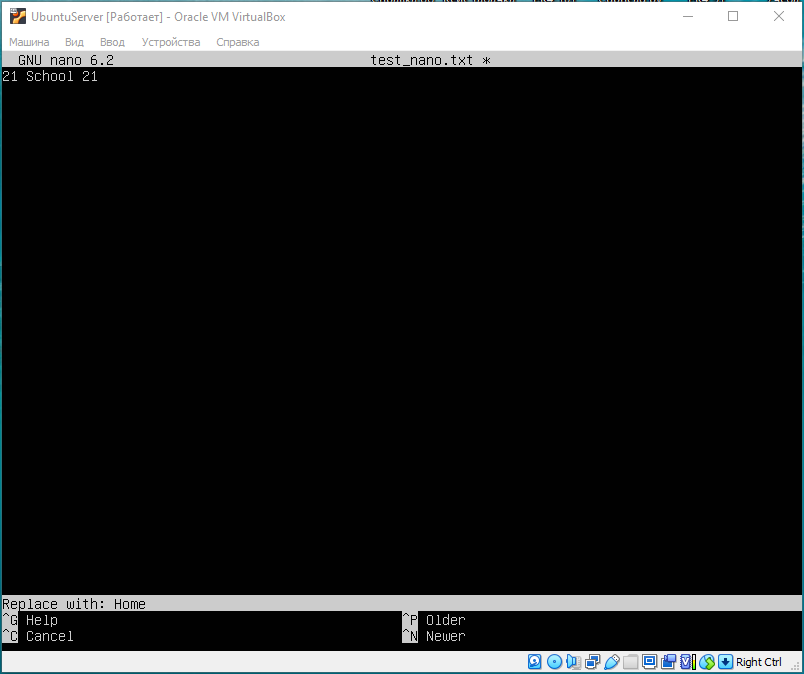 UbuntuServer [Работает] - Oracle VM VirtualBox
Машина Вид Ввод Устройства Справка
GNU nano 6.2 test_nano.txt *
21 School 21
Replace with: Home
^G Help ^P Older
^C Cancel ^N Newer
Right Ctrl